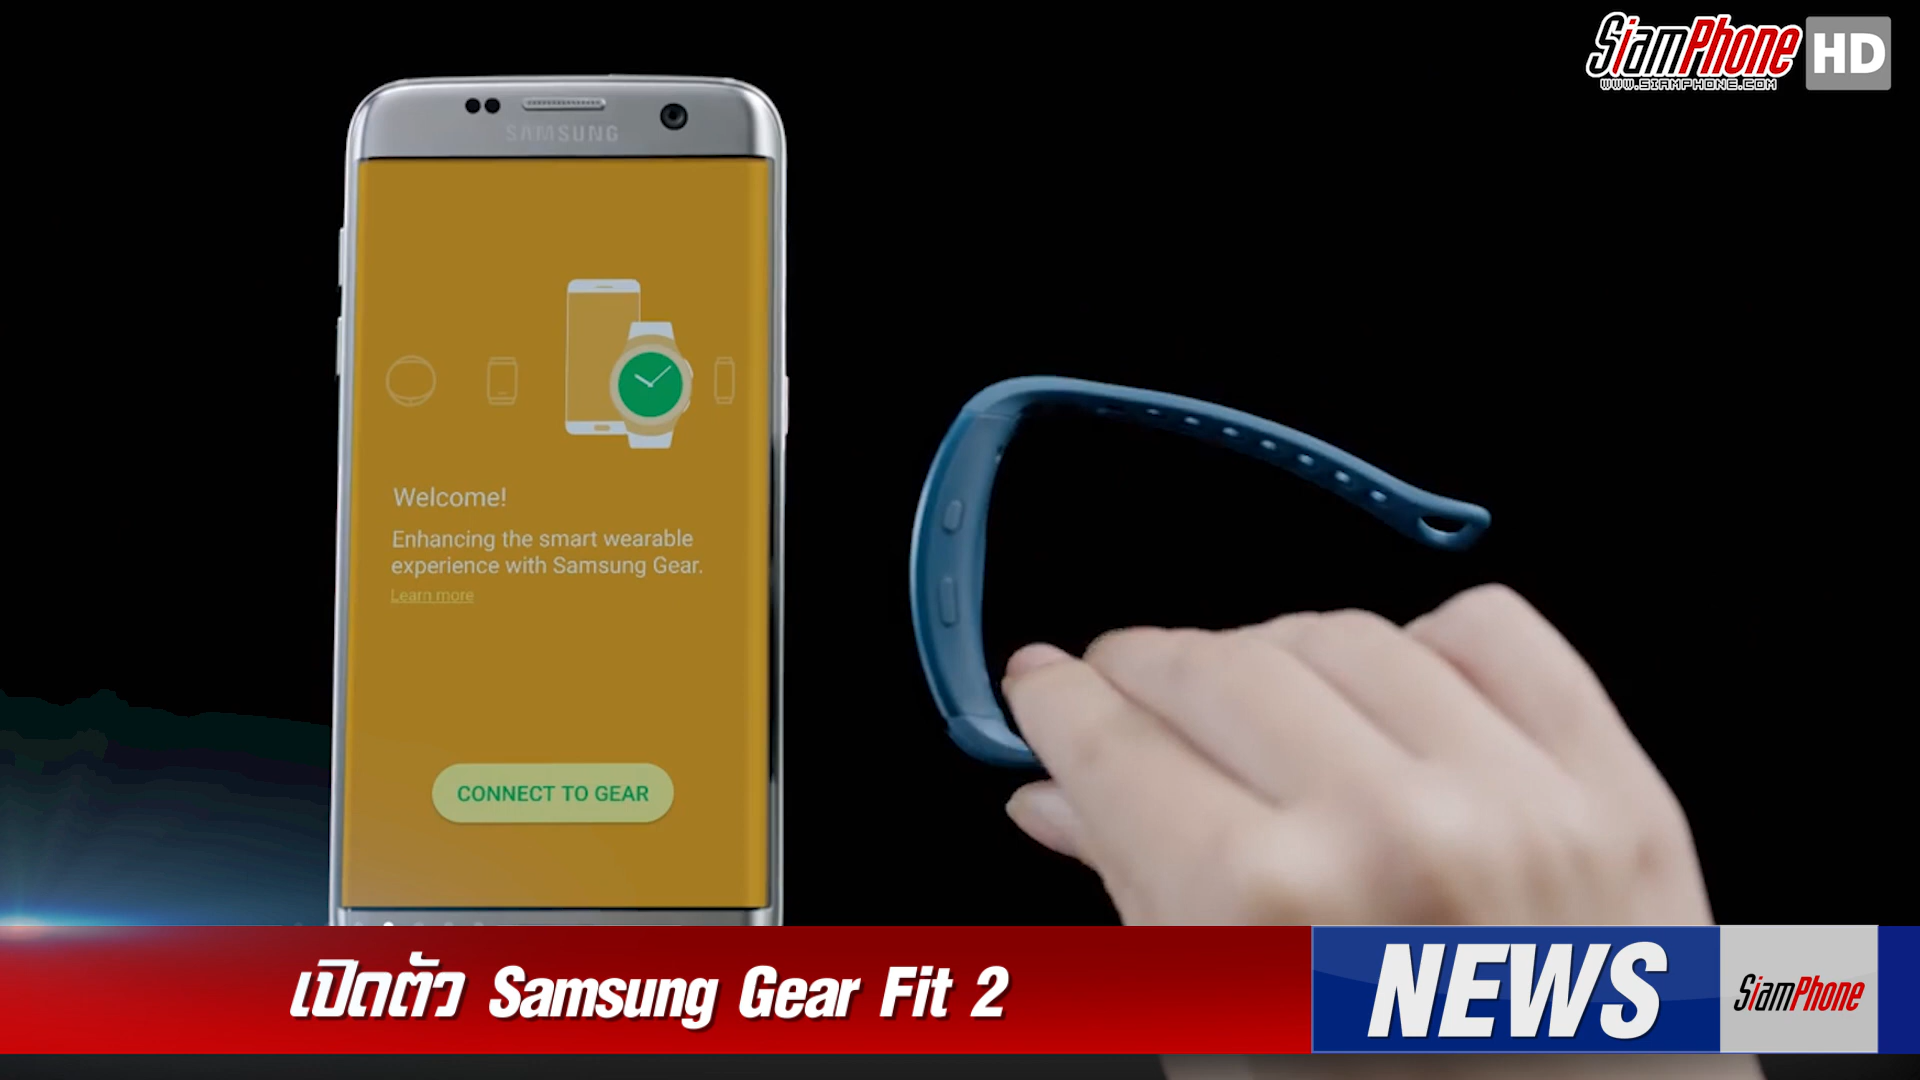 SiamPhone HD
WWW.SIAMPHONE.COM
SAMSUNG
Welcome!
Enhancing the smart wearable
experience with Samsung Gear.
Learn more
CONNECT TO GEAR
เปิดตัว Samsung Gear Fit 2
NEWS
SiamPhone